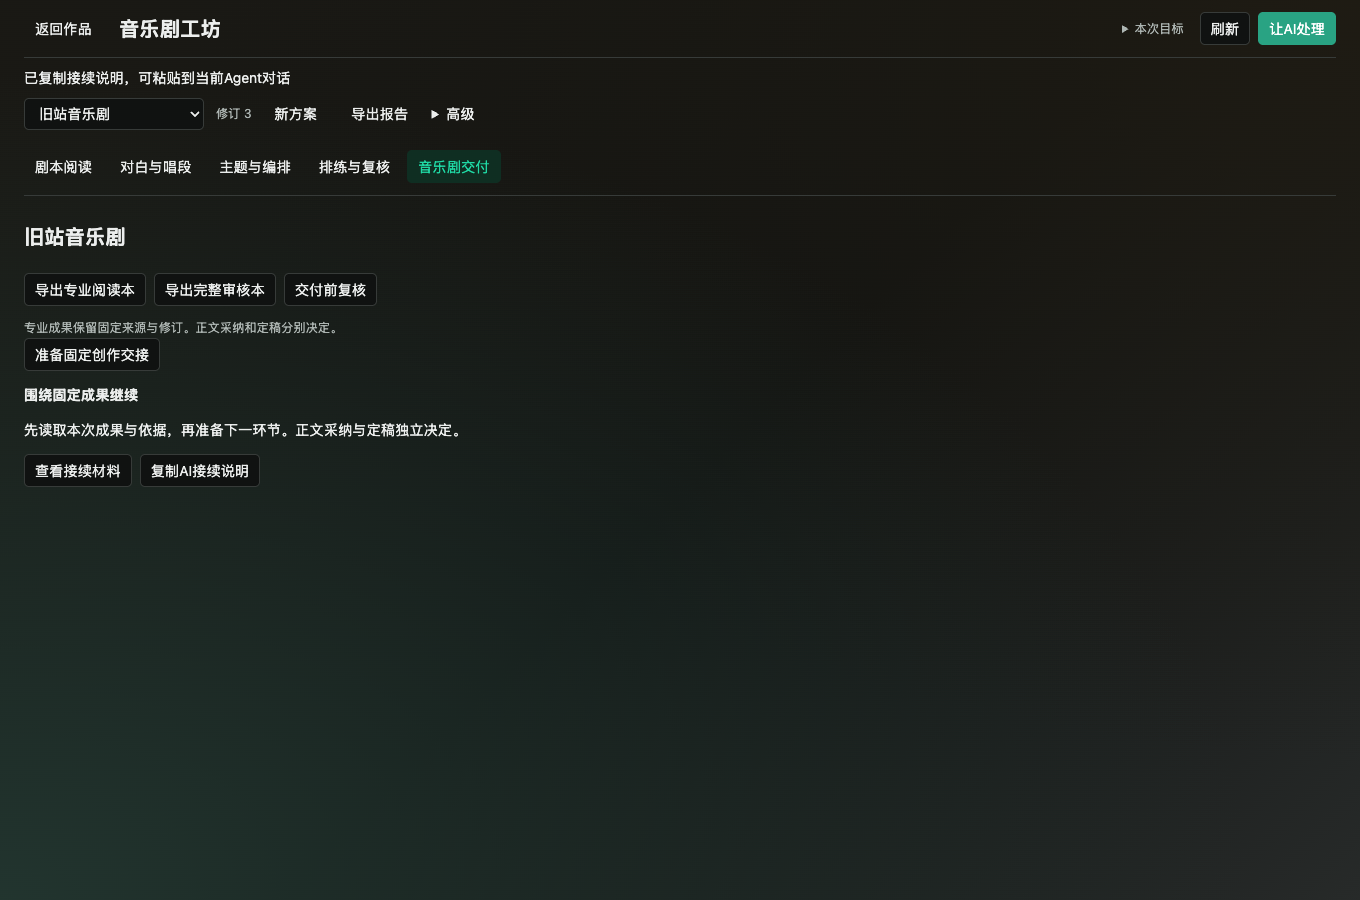 返回作品 音乐剧工坊 ▶ 本次目标 刷新 让AI处理
已复制接续说明，可粘贴到当前Agent对话
旧站音乐剧 修订 3 新方案 导出报告 ▶ 高级
剧本阅读 对白与唱段 主题与编排 排练与复核 音乐剧交付
旧站音乐剧
导出专业阅读本 导出完整审核本 交付前复核
专业成果保留固定来源与修订。正文采纳和定稿分别决定。
准备固定创作交接
围绕固定成果继续
先读取本次成果与依据，再准备下一环节。正文采纳与定稿独立决定。
查看接续材料 复制AI接续说明